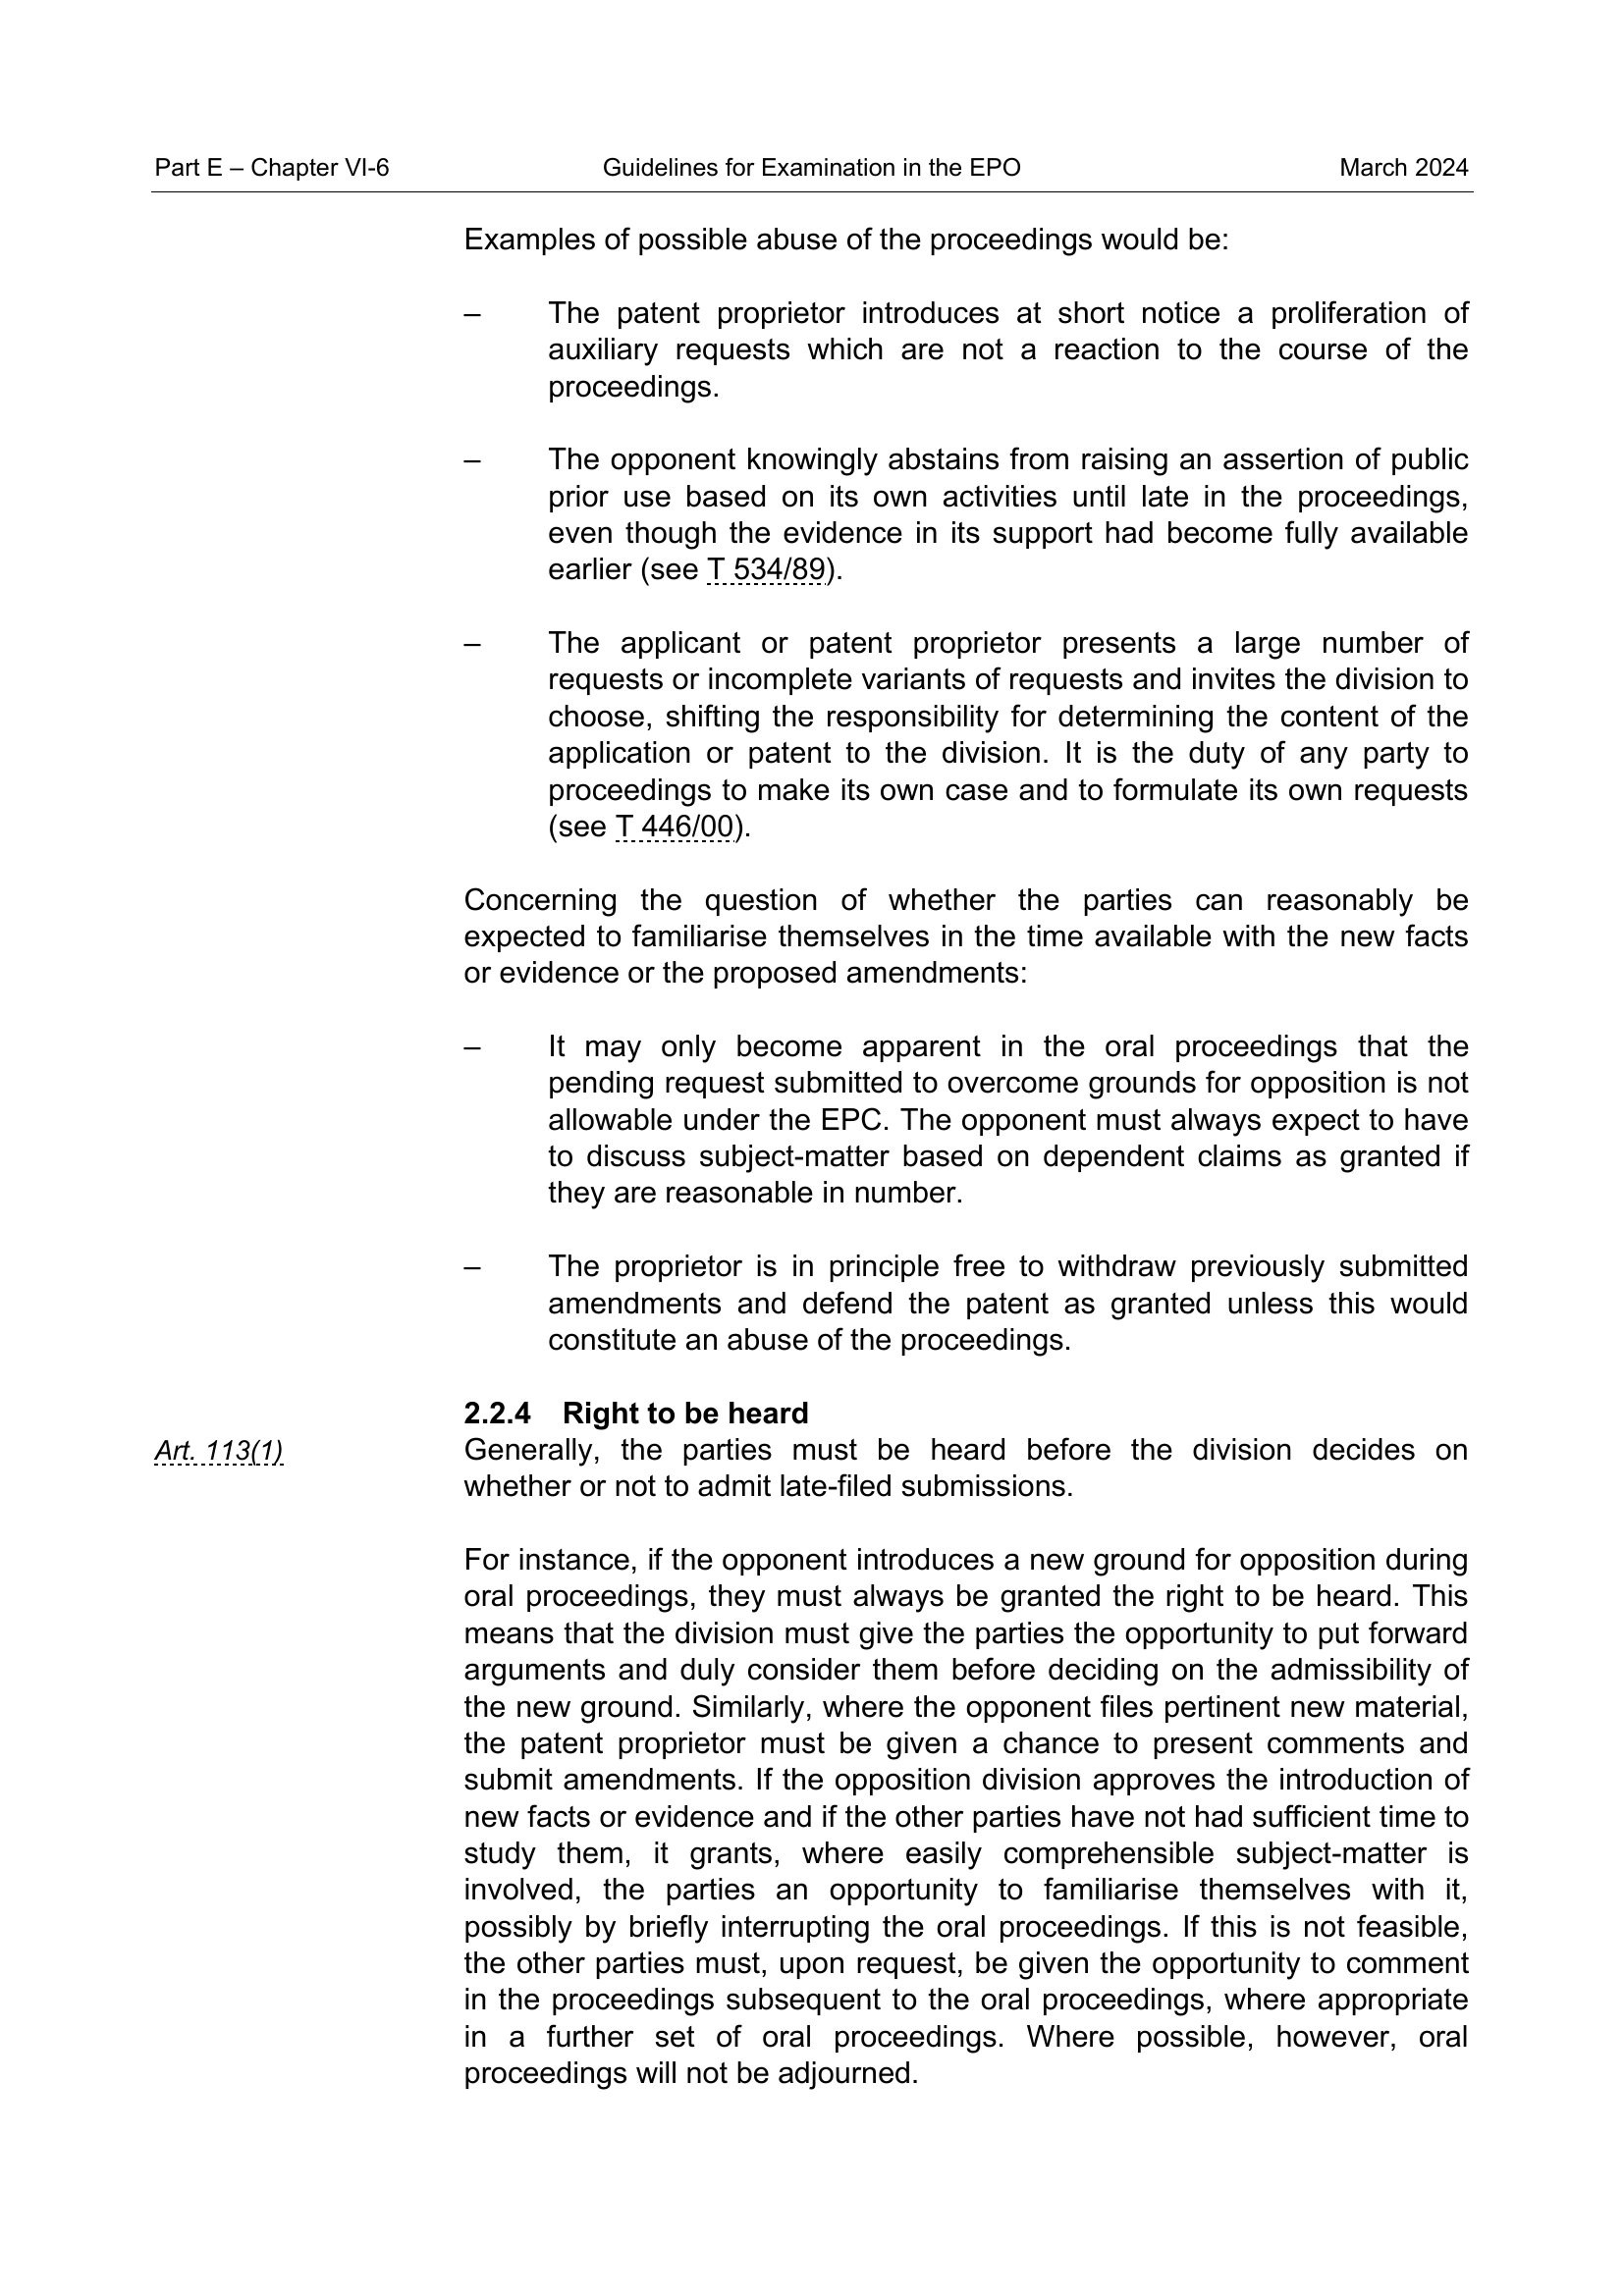 Part E – Chapter VI-6 Guidelines for Examination in the EPO March 2024
Examples of possible abuse of the proceedings would be:
– The patent proprietor introduces at short notice a proliferation of
auxiliary requests which are not a reaction to the course of the
proceedings.
– The opponent knowingly abstains from raising an assertion of public
prior use based on its own activities until late in the proceedings,
even though the evidence in its support had become fully available
earlier (see T 534/89).
– The applicant or patent proprietor presents a large number of
requests or incomplete variants of requests and invites the division to
choose, shifting the responsibility for determining the content of the
application or patent to the division. It is the duty of any party to
proceedings to make its own case and to formulate its own requests
(see T 446/00).
Concerning the question of whether the parties can reasonably be
expected to familiarise themselves in the time available with the new facts
or evidence or the proposed amendments:
– It may only become apparent in the oral proceedings that the
pending request submitted to overcome grounds for opposition is not
allowable under the EPC. The opponent must always expect to have
to discuss subject-matter based on dependent claims as granted if
they are reasonable in number.
– The proprietor is in principle free to withdraw previously submitted
amendments and defend the patent as granted unless this would
constitute an abuse of the proceedings.
2.2.4 Right to be heard
Art. 113(1) Generally, the parties must be heard before the division decides on
whether or not to admit late-filed submissions.
For instance, if the opponent introduces a new ground for opposition during
oral proceedings, they must always be granted the right to be heard. This
means that the division must give the parties the opportunity to put forward
arguments and duly consider them before deciding on the admissibility of
the new ground. Similarly, where the opponent files pertinent new material,
the patent proprietor must be given a chance to present comments and
submit amendments. If the opposition division approves the introduction of
new facts or evidence and if the other parties have not had sufficient time to
study them, it grants, where easily comprehensible subject-matter is
involved, the parties an opportunity to familiarise themselves with it,
possibly by briefly interrupting the oral proceedings. If this is not feasible,
the other parties must, upon request, be given the opportunity to comment
in the proceedings subsequent to the oral proceedings, where appropriate
in a further set of oral proceedings. Where possible, however, oral
proceedings will not be adjourned.